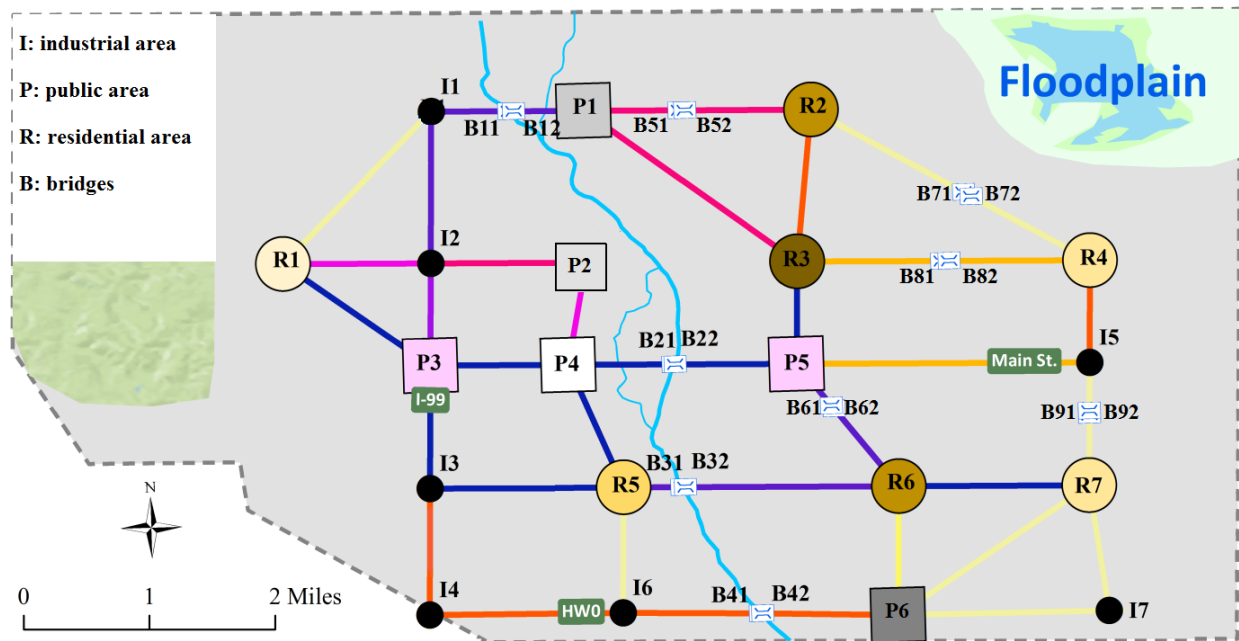 I: industrial area
P: public area
R: residential area
B: bridges
Floodplain
I1
P1
R2
B11
B12
B51
B52
B71
B72
R1
I2
P2
R3
B81
B82
R4
B21
B22
I5
P3
P4
P5
Main St.
I-99
B61
B62
B91
B92
I3
R5
B31
B32
R6
R7
N
I4
HW0
I6
B41
B42
P6
I7
0
1
2 Miles